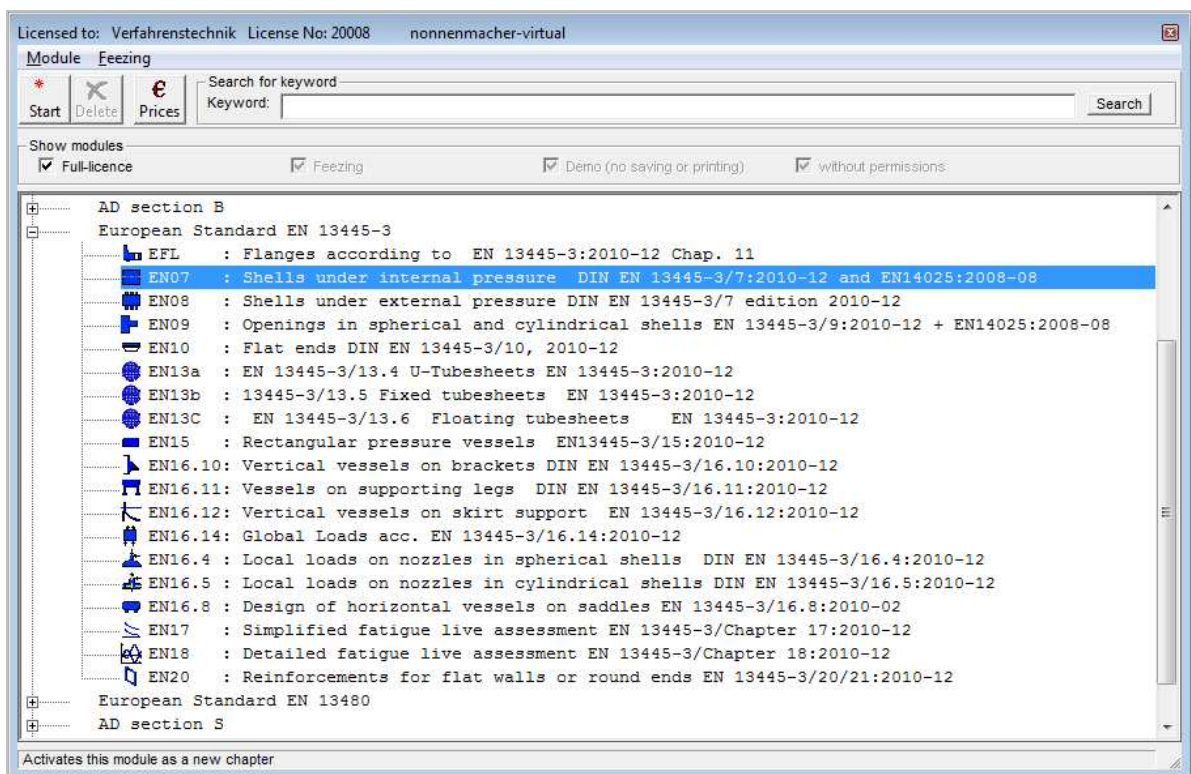 Licensed to: Verfahrenstechnik License No: 20008 nonnenmacher-virtual
Module Feezing
Start Delete Prices
Search for keyword
Keyword: Search
Show modules
Full-licence Feezing Demo (no saving or printing) without permissions
AD section B
European Standard EN 13445-3
EFL : Flanges according to EN 13445-3:2010-12 Chap. 11
EN07 : Shells under internal pressure DIN EN 13445-3/7:2010-12 and EN14025:2008-08
EN08 : Shells under external pressure DIN EN 13445-3/7 edition 2010-12
EN09 : Openings in spherical and cylindrical shells EN 13445-3/9:2010-12 + EN14025:2008-08
EN10 : Flat ends DIN EN 13445-3/10, 2010-12
EN13a : EN 13445-3/13.4 U-Tubesheets EN 13445-3:2010-12
EN13b : 13445-3/13.5 Fixed tubesheets EN 13445-3:2010-12
EN13C : EN 13445-3/13.6 Floating tubesheets EN 13445-3:2010-12
EN15 : Rectangular pressure vessels EN13445-3/15:2010-12
EN16.10: Vertical vessels on brackets DIN EN 13445-3/16.10:2010-12
EN16.11: Vessels on supporting legs DIN EN 13445-3/16.11:2010-12
EN16.12: Vertical vessels on skirt support EN 13445-3/16.12:2010-12
EN16.14: Global Loads acc. EN 13445-3/16.14:2010-12
EN16.4 : Local loads on nozzles in spherical shells DIN EN 13445-3/16.4:2010-12
EN16.5 : Local loads on nozzles in cylindrical shells DIN EN 13445-3/16.5:2010-12
EN16.8 : Design of horizontal vessels on saddles EN 13445-3/16.8:2010-02
EN17 : Simplified fatigue live assessment EN 13445-3/Chapter 17:2010-12
EN18 : Detailed fatigue live assessment EN 13445-3/Chapter 18:2010-12
EN20 : Reinforcements for flat walls or round ends EN 13445-3/20/21:2010-12
European Standard EN 13480
AD section S
Activates this module as a new chapter